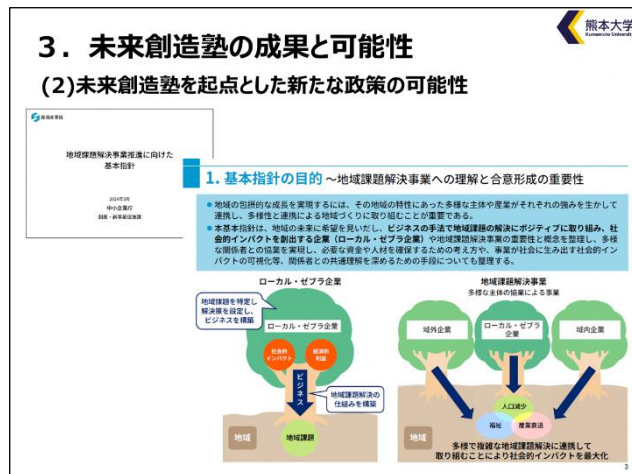 熊本大学
Kumamoto University
3．未来創造塾の成果と可能性
(2)未来創造塾を起点とした新たな政策の可能性
経済産業省
地域課題解決事業推進に向けた
基本指針
2024年3月
中小企業庁
創業・新事業促進課
1. 基本指針の目的 ～地域課題解決事業への理解と合意形成の重要性
● 地域の包摂的な成長を実現するには、その地域の特性にあった多様な主体や産業がそれぞれの強みを生かして
連携し、多様性と連携による地域づくりに取り組むことが重要である。
● 本基本指針は、地域の未来に希望を見いだし、ビジネスの手法で地域課題の解決にポジティブに取り組み、社
会的インパクトを創出する企業（ローカル・ゼブラ企業）や地域課題解決事業の重要性と概念を整理し、多様
な関係者との協業を実現し、必要な資金や人材を確保するための考え方や、事業が社会に生み出す社会的イン
パクトの可視化等、関係者との共通理解を深めるための手段についても整理する。
ローカル・ゼブラ企業
地域課題を特定し
解決策を設定し、
ビジネスを構築
ローカル・ゼブラ企業
社会的
インパクト
経済的
利益
ビジネス
地域課題解決の
仕組みを構築
地域
地域課題
地域課題解決事業
多様な主体の協業による事業
域外企業
ローカル・ゼブラ
企業
域内企業
人口減少
福祉
産業直送
地域
多様で複雑な地域課題解決に連携して
取り組むことにより社会的インパクトを最大化
3